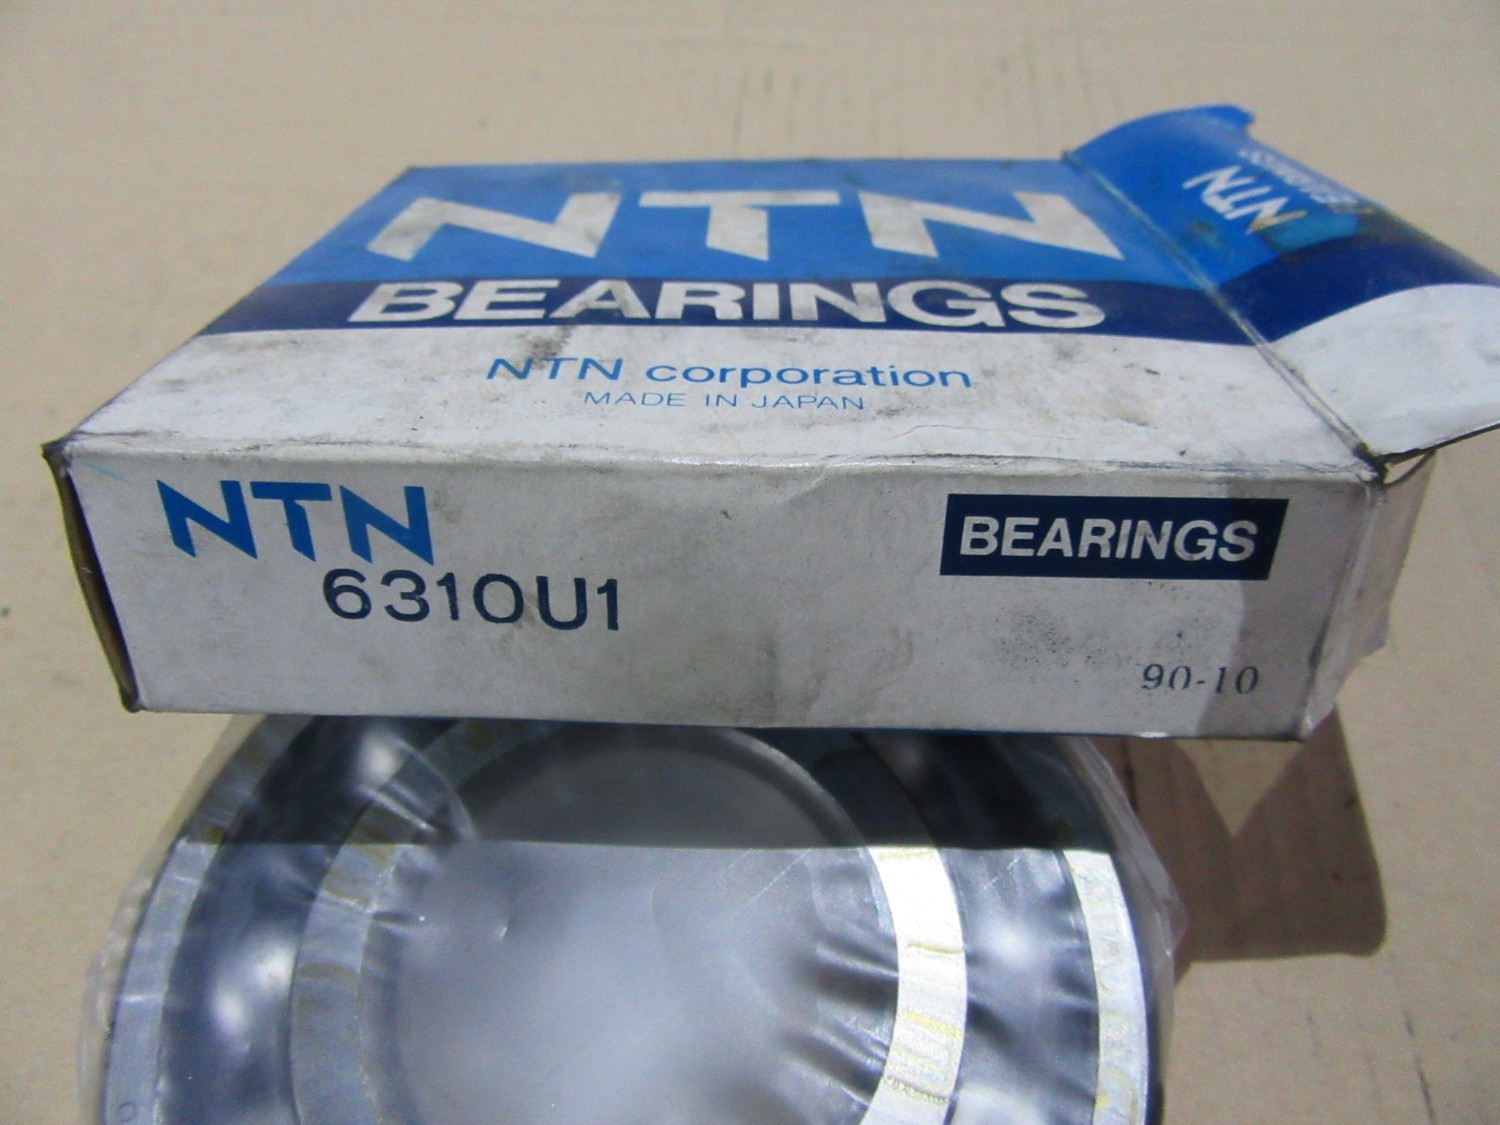 NTN
BEARINGS
NTN corporation
MADE IN JAPAN
NTN
NTN
6310U1
BEARINGS
90-10